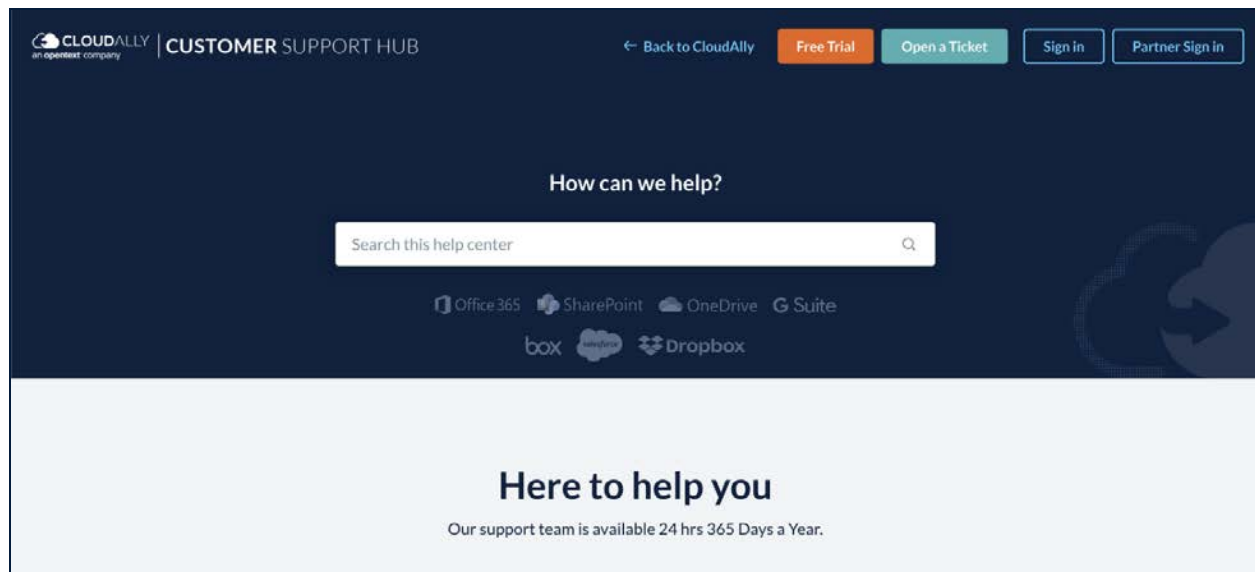 CLOUDALLY | CUSTOMER SUPPORT HUB
an opentext company
← Back to CloudAlly
Free Trial
Open a Ticket
Sign in
Partner Sign in
How can we help?
Search this help center
Office 365 SharePoint OneDrive G Suite
box salesforce Dropbox
Here to help you
Our support team is available 24 hrs 365 Days a Year.